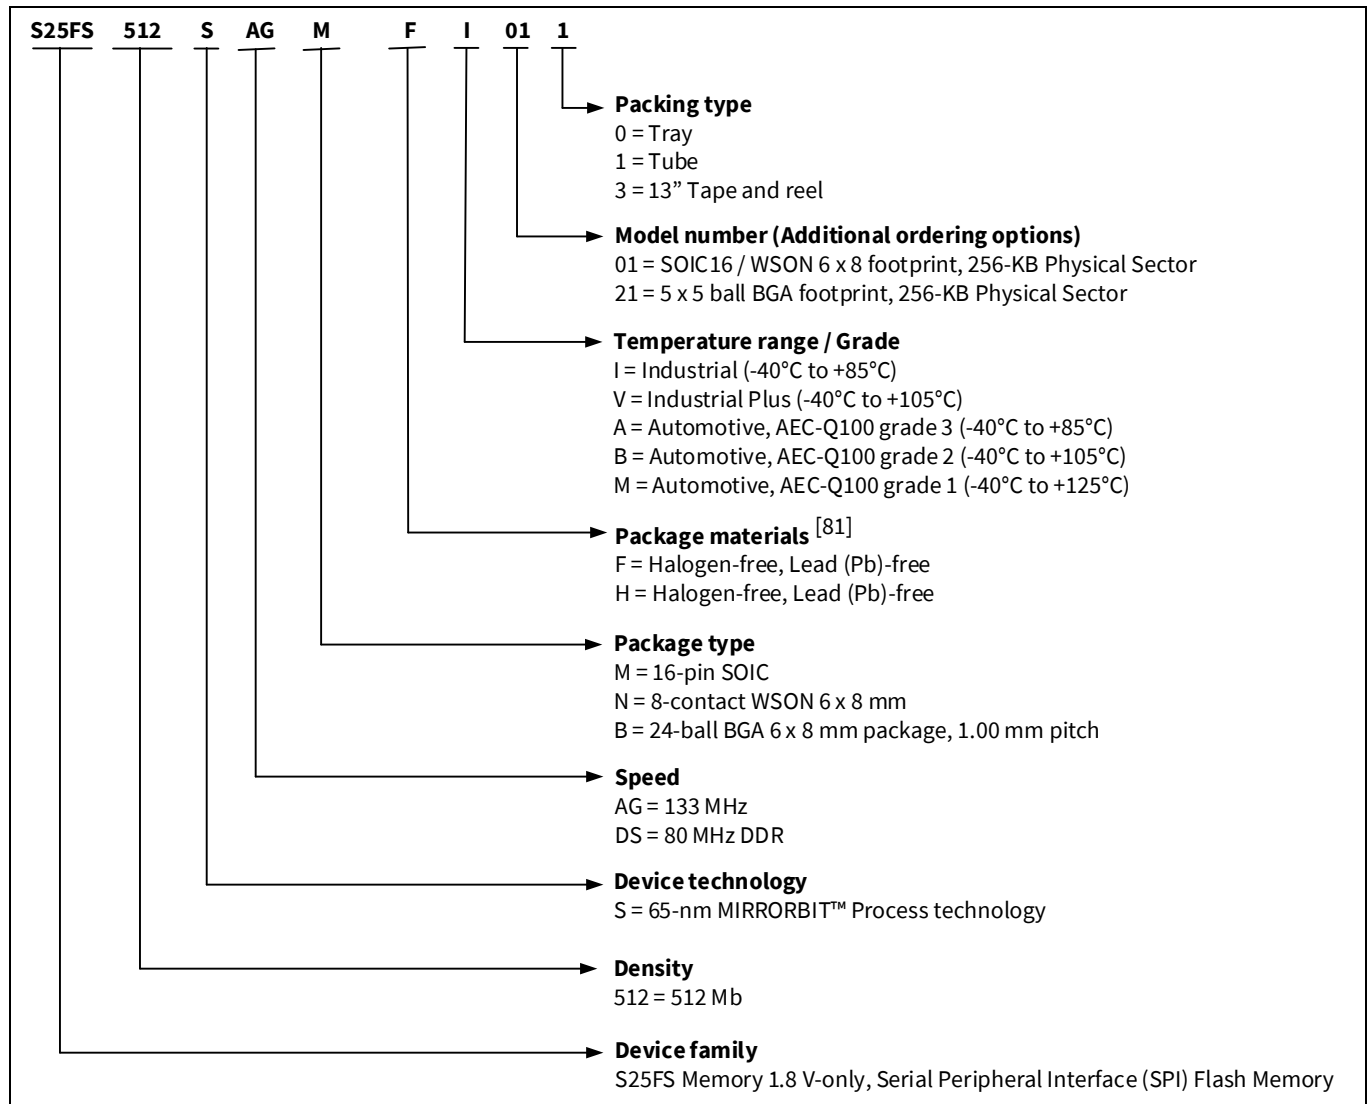 S25FS 512 S AG M F I 01 1
Packing type
0 = Tray
1 = Tube
3 = 13” Tape and reel
Model number (Additional ordering options)
01 = SOIC16 / WSON 6 x 8 footprint, 256-KB Physical Sector
21 = 5 x 5 ball BGA footprint, 256-KB Physical Sector
Temperature range / Grade
I = Industrial (-40°C to +85°C)
V = Industrial Plus (-40°C to +105°C)
A = Automotive, AEC-Q100 grade 3 (-40°C to +85°C)
B = Automotive, AEC-Q100 grade 2 (-40°C to +105°C)
M = Automotive, AEC-Q100 grade 1 (-40°C to +125°C)
Package materials [81]
F = Halogen-free, Lead (Pb)-free
H = Halogen-free, Lead (Pb)-free
Package type
M = 16-pin SOIC
N = 8-contact WSON 6 x 8 mm
B = 24-ball BGA 6 x 8 mm package, 1.00 mm pitch
Speed
AG = 133 MHz
DS = 80 MHz DDR
Device technology
S = 65-nm MIRRORBIT™ Process technology
Density
512 = 512 Mb
Device family
S25FS Memory 1.8 V-only, Serial Peripheral Interface (SPI) Flash Memory